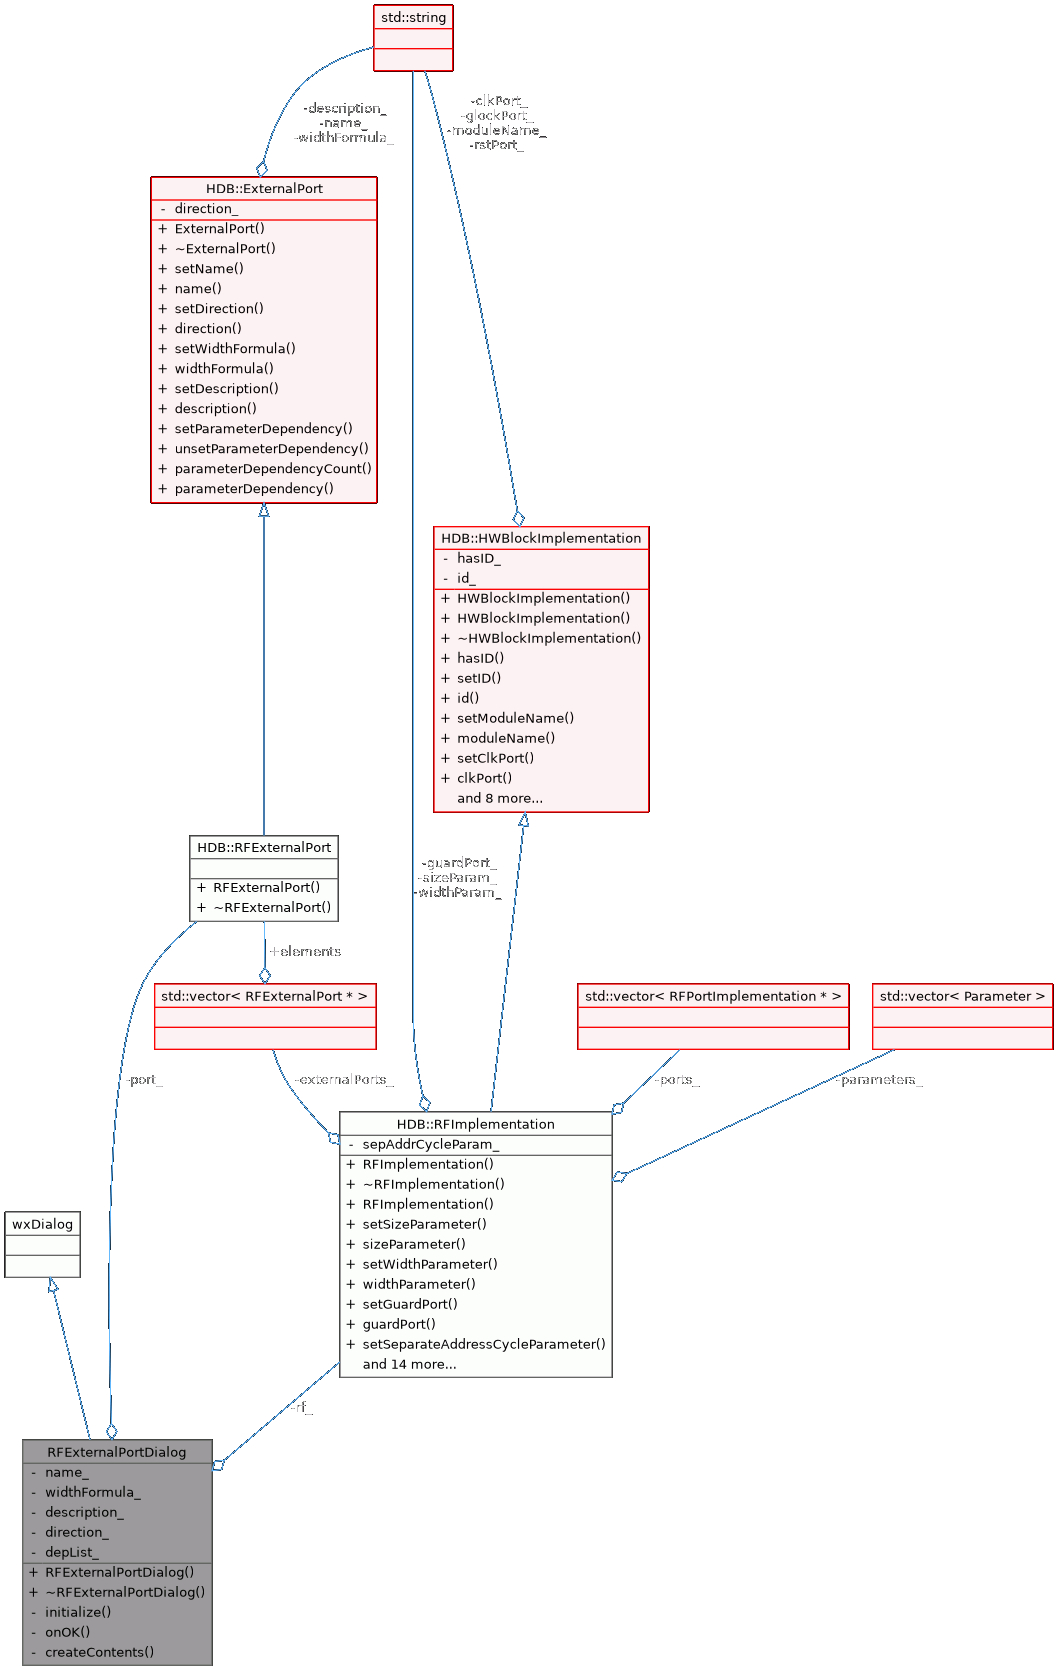 std::string
-description_
-name_
-widthFormula_
-clkPort_
-glockPort_
-moduleName_
-rstPort_
HDB::ExternalPort
- direction_
+ ExternalPort()
+ ~ExternalPort()
+ setName()
+ name()
+ setDirection()
+ direction()
+ setWidthFormula()
+ widthFormula()
+ setDescription()
+ description()
+ setParameterDependency()
+ unsetParameterDependency()
+ parameterDependencyCount()
+ parameterDependency()
HDB::HWBlockImplementation
- hasID_
- id_
+ HWBlockImplementation()
+ HWBlockImplementation()
+ ~HWBlockImplementation()
+ hasID()
+ setID()
+ id()
+ setModuleName()
+ moduleName()
+ setClkPort()
+ clkPort()
and 8 more...
HDB::RFExternalPort
+ RFExternalPort()
+ ~RFExternalPort()
-guardPort_
-sizeParam_
-widthParam_
+elements
std::vector< RFExternalPort * >
std::vector< RFPortImplementation * >
std::vector< Parameter >
-port_
-externalPorts_
-ports_
-parameters_
HDB::RFImplementation
- sepAddrCycleParam_
+ RFImplementation()
+ ~RFImplementation()
+ RFImplementation()
+ setSizeParameter()
+ sizeParameter()
+ setWidthParameter()
+ widthParameter()
+ setGuardPort()
+ guardPort()
+ setSeparateAddressCycleParameter()
and 14 more...
wxDialog
-rf_
RFExternalPortDialog
- name_
- widthFormula_
- description_
- direction_
- depList_
+ RFExternalPortDialog()
+ ~RFExternalPortDialog()
- initialize()
- onOK()
- createContents()